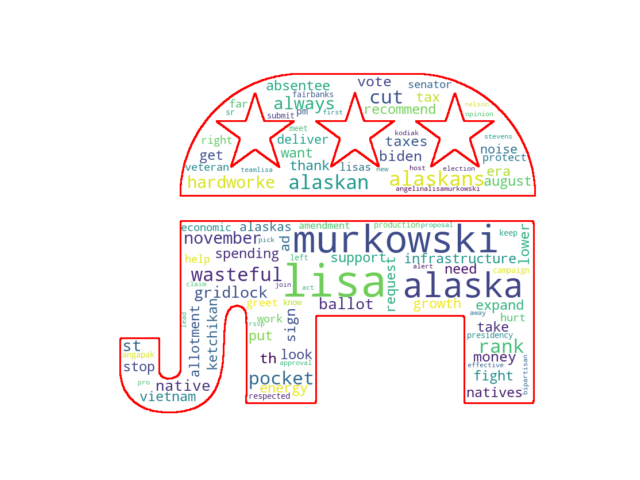 absentee vote senator
fairbanks cut tax
far always recommend nelson
sr submit pm first opinion
meet kodiak stevens
right deliver taxes noise
get want biden protect
veteran teamlisa thank lisas new host election era
hardworke alaskan alaskans august
angelinalisamurkowski
economic alaskas amendment production proposal keep lower
november pick ad murkowski
spending left support infrastructure
help alert need campaign
wasteful lisa request alaska
claim join act
gridlock greet know ballot growth expand
lead allotment ketchikan work sign away hurt
rsvp put take
presidency
st th look rank
angapak approval money
stop effective
pro native pocket energy fight bipartisan
vietnam respected natives